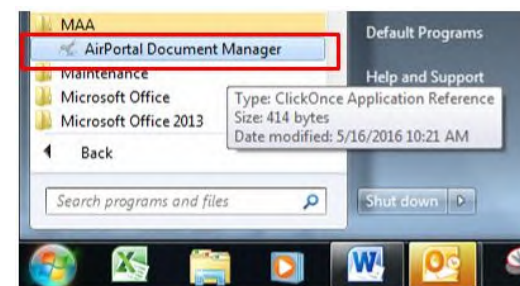 MAA
AirPortal Document Manager
Maintenance
Microsoft Office
Microsoft Office 2013
Back
Search programs and files
Default Programs
Help and Support
Type: ClickOnce Application Reference
Size: 414 bytes
Date modified: 5/16/2016 10:21 AM
Shut down